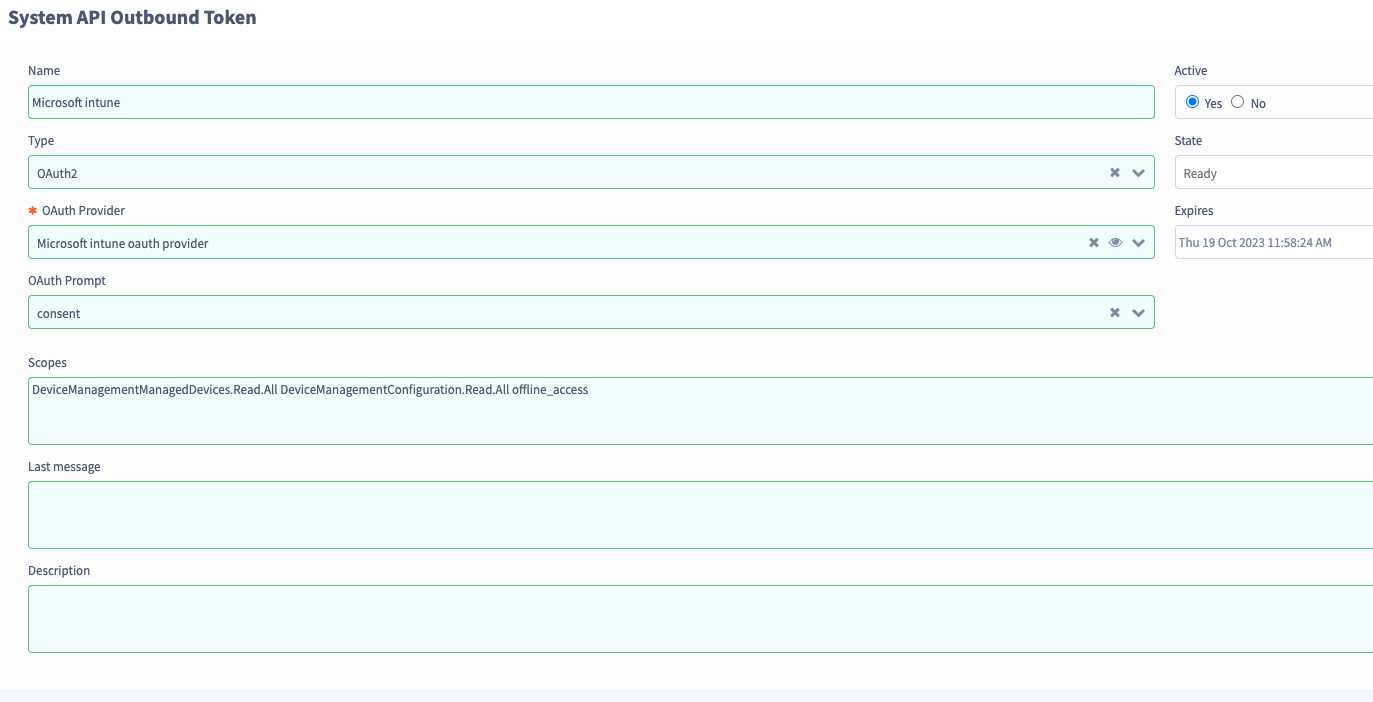 System API Outbound Token
Name
Microsoft intune
Active
Yes No
Type
OAuth2
State
Ready
✱ OAuth Provider
Microsoft intune oauth provider
Expires
Thu 19 Oct 2023 11:58:24 AM
OAuth Prompt
consent
Scopes
DeviceManagementManagedDevices.Read.All DeviceManagementConfiguration.Read.All offline_access
Last message
Description